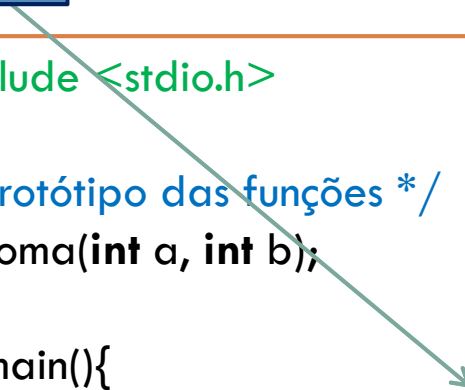 lude <stdio.h>
rotótipo das funções */
oma(int a, int b);
nain(){